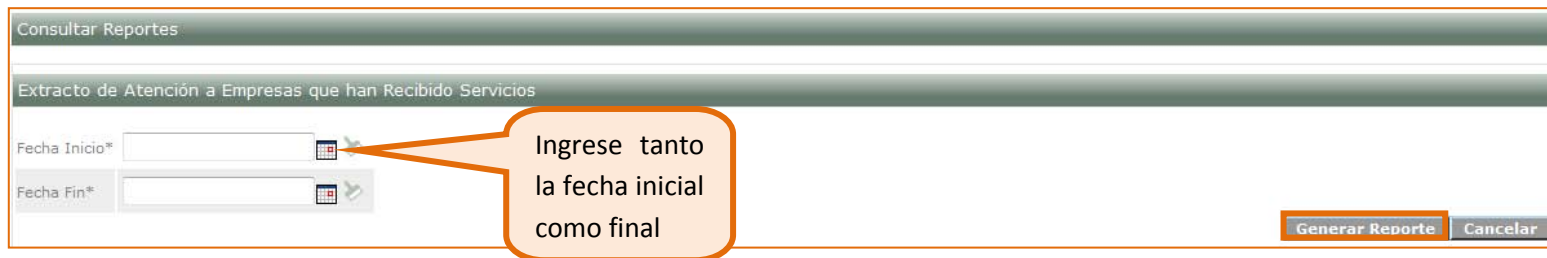 Consultar Reportes
Extracto de Atención a Empresas que han Recibido Servicios
Fecha Inicio*
Ingrese tanto
la fecha inicial
como final
Fecha Fin*
Generar Reporte Cancelar